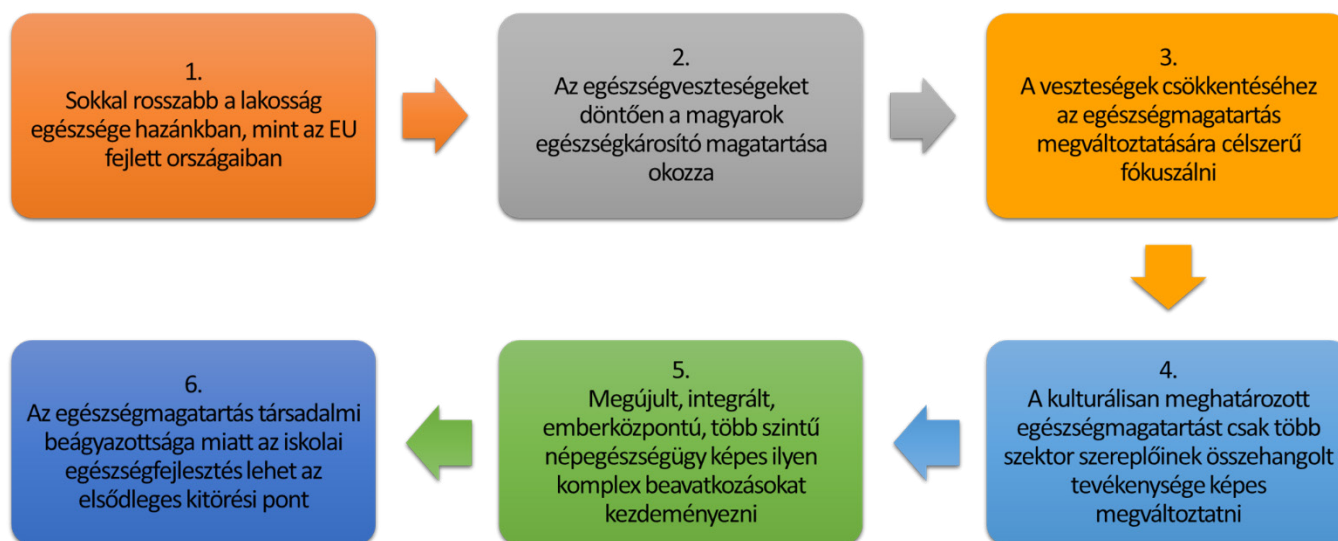 1.
Sokkal rosszabb a lakosság
egészsége hazánkban, mint az EU
fejlett országaiban
2.
Az egészségveszteségeket
döntően a magyarok
egészségkárosító magatartása
okozza
3.
A veszteségek csökkentéséhez
az egészségmagatartás
megváltoztatására célszerű
fókuszálni
4.
A kulturálisan meghatározott
egészségmagatartást csak több
szektor szereplőinek összehangolt
tevékenysége képes
megváltoztatni
5.
Megújult, integrált,
emberközpontú, több szintű
népegészségügy képes ilyen
komplex beavatkozásokat
kezdeményezni
6.
Az egészségmagatartás társadalmi
beágyazottsága miatt az iskolai
egészségfejlesztés lehet az
elsődleges kitörési pont